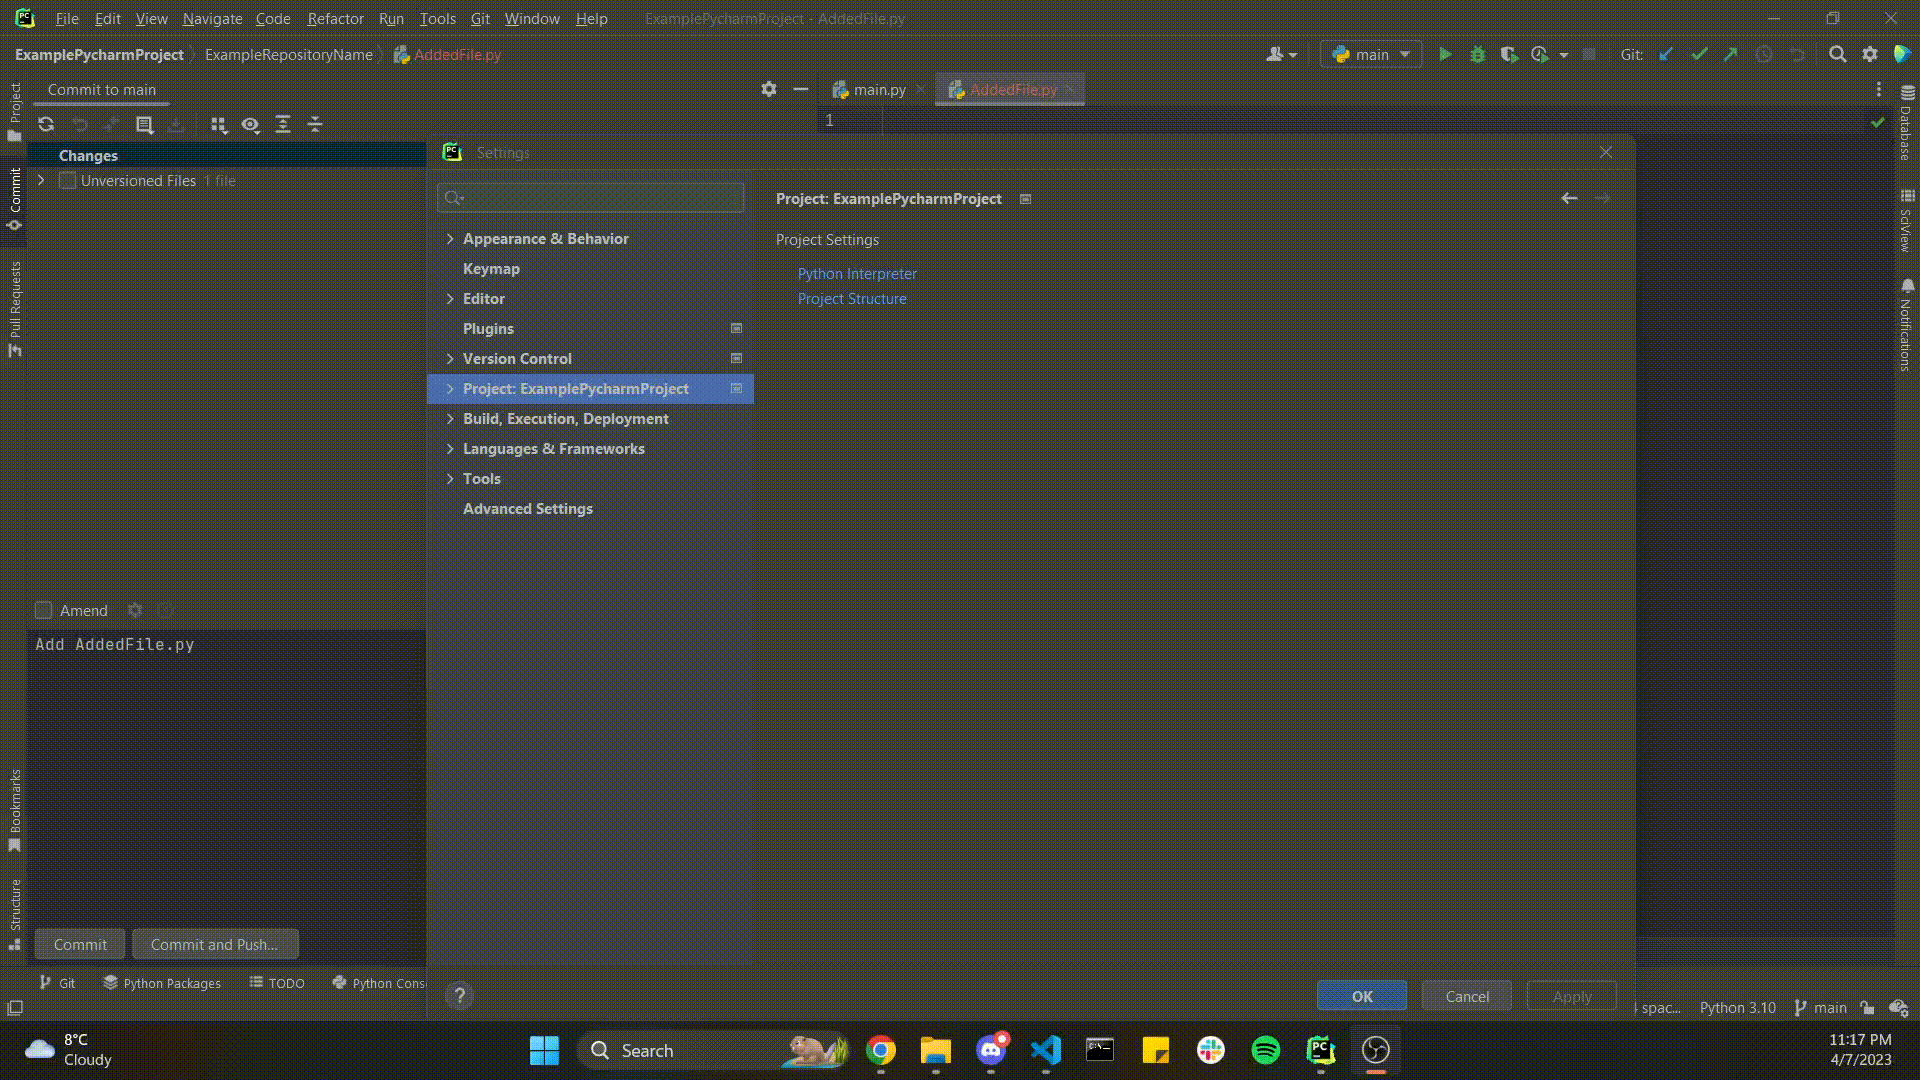 File Edit View Navigate Code Refactor Run Tools Git Window Help ExamplePycharmProject - AddedFile.py
ExamplePycharmProject ExampleRepositoryName AddedFile.py main Git:
Project
Commit
Pull Requests
Bookmarks
Structure
Commit to main
main.py AddedFile.py
1
Changes
Unversioned Files 1 file
Amend
Add AddedFile.py
Commit Commit and Push...
PC Settings
Appearance & Behavior
Keymap
Editor
Plugins
Version Control
Project: ExamplePycharmProject
Build, Execution, Deployment
Languages & Frameworks
Tools
Advanced Settings
Project: ExamplePycharmProject
Project Settings
Python Interpreter
Project Structure
?
OK Cancel Apply
Database
SciView
Notifications
Git Python Packages TODO Python Cons
spac... Python 3.10 main
8°C
Cloudy
Search
11:17 PM
4/7/2023